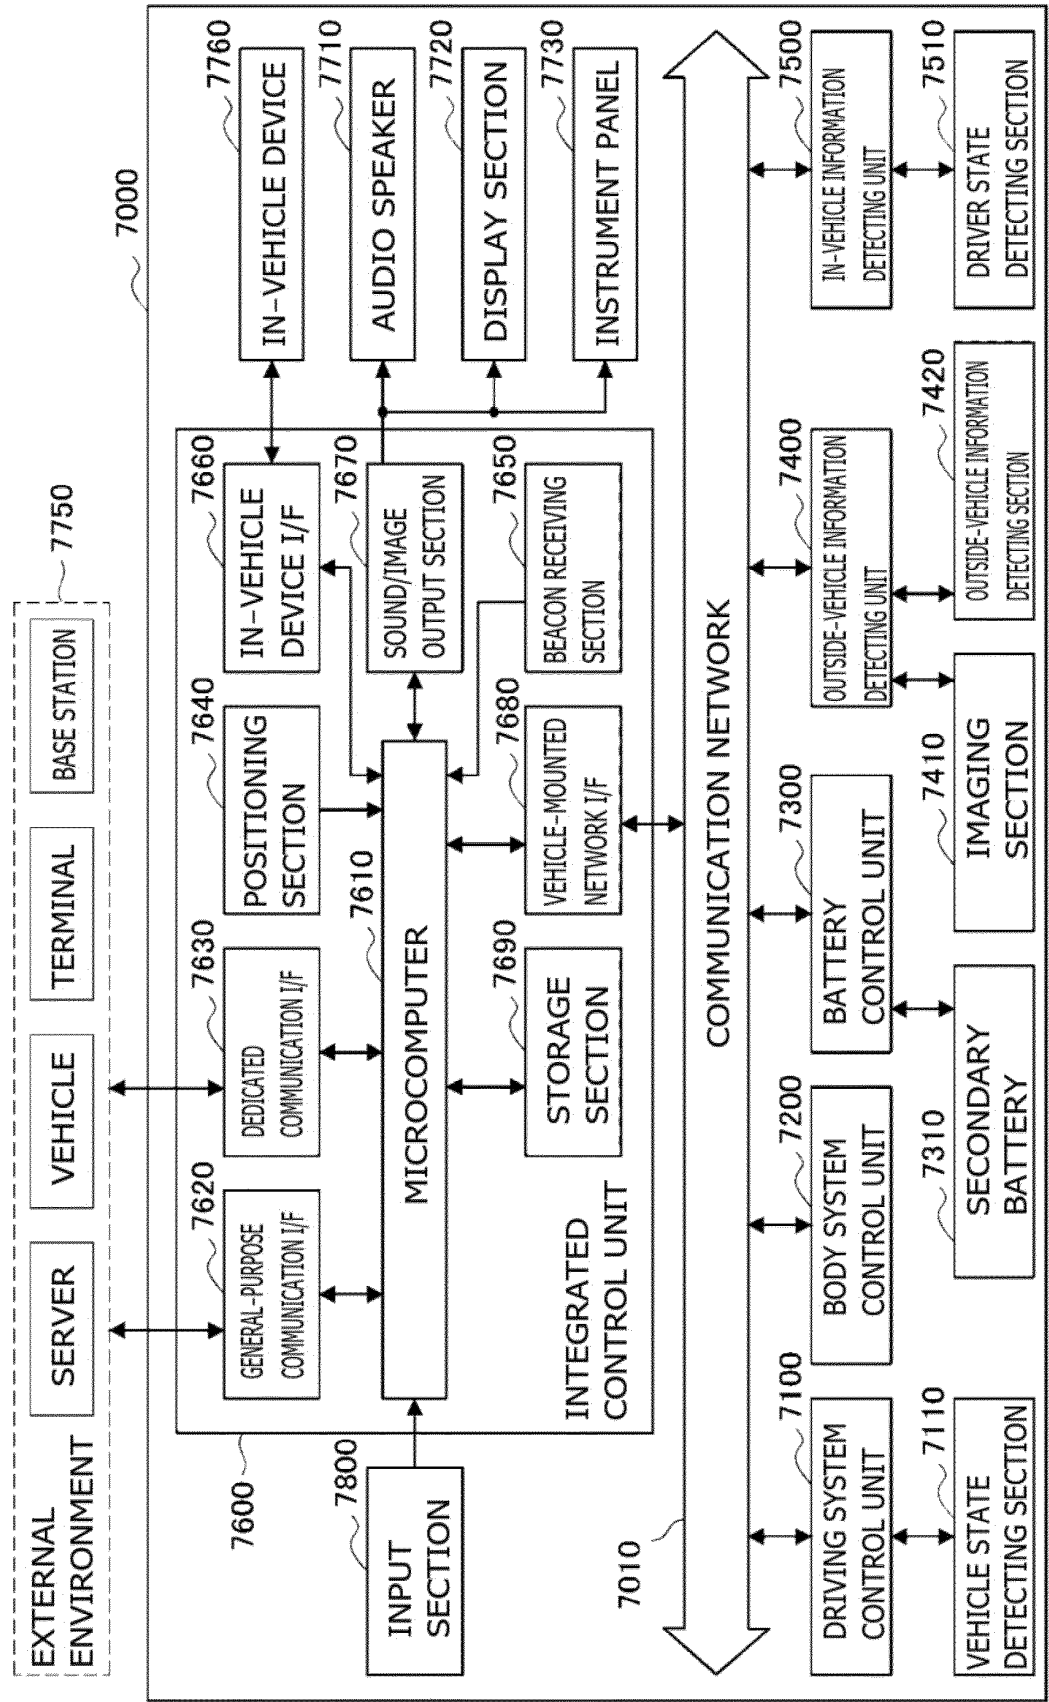 7000
EXTERNAL
ENVIRONMENT
SERVER
VEHICLE
TERMINAL
BASE STATION
7750
7600
7620
GENERAL-PURPOSE
COMMUNICATION I/F
7630
DEDICATED
COMMUNICATION I/F
7640
POSITIONING
SECTION
7660
IN-VEHICLE
DEVICE I/F
7760
IN-VEHICLE DEVICE
7800
INPUT
SECTION
7610
MICROCOMPUTER
7670
SOUND/IMAGE
OUTPUT SECTION
7710
AUDIO SPEAKER
7720
DISPLAY SECTION
7730
INSTRUMENT PANEL
INTEGRATED
CONTROL UNIT
7690
STORAGE
SECTION
7680
VEHICLE-MOUNTED
NETWORK I/F
7650
BEACON RECEIVING
SECTION
7010
COMMUNICATION NETWORK
7100
DRIVING SYSTEM
CONTROL UNIT
7200
BODY SYSTEM
CONTROL UNIT
7300
BATTERY
CONTROL UNIT
7400
OUTSIDE-VEHICLE INFORMATION
DETECTING UNIT
7500
IN-VEHICLE INFORMATION
DETECTING UNIT
7110
VEHICLE STATE
DETECTING SECTION
7310
SECONDARY
BATTERY
7410
IMAGING
SECTION
7420
OUTSIDE-VEHICLE INFORMATION
DETECTING SECTION
7510
DRIVER STATE
DETECTING SECTION